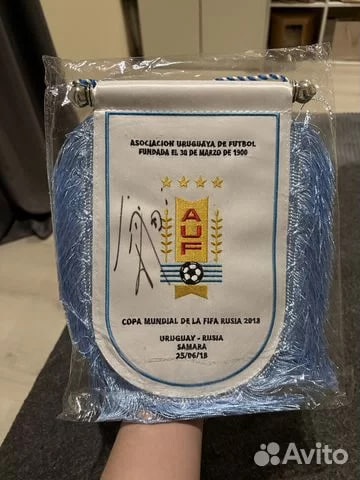 ASOCIACION URUGUAYA DE FUTBOL
FUNDADA EL 30 DE MARZO DE 1900
AUF
COPA MUNDIAL DE LA FIFA RUSIA 2018
URUGUAY - RUSIA
SAMARA
25/06/18
Avito